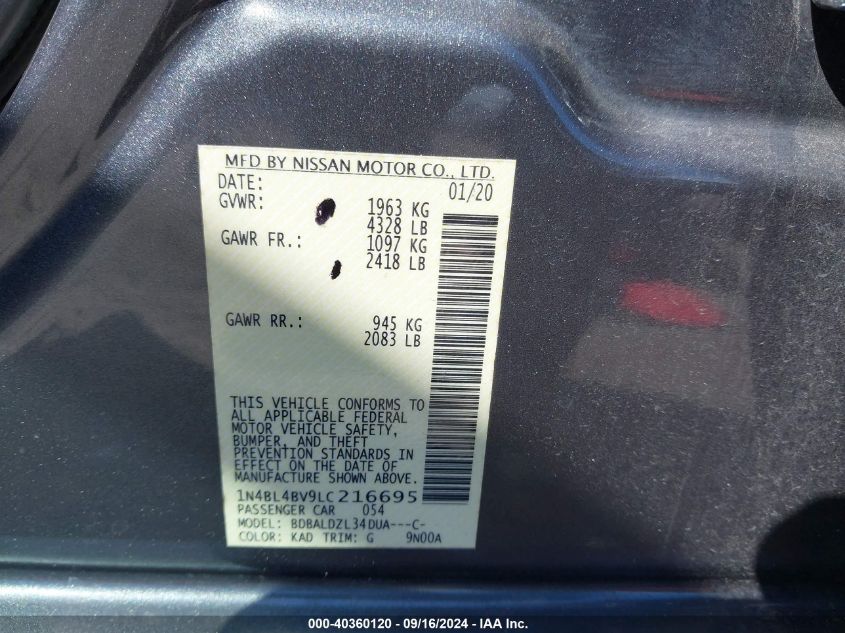 MFD BY NISSAN MOTOR CO., LTD.
DATE: 01/20
GVWR: 1963 KG
4328 LB
GAWR FR.: 1097 KG
2418 LB
GAWR RR.: 945 KG
2083 LB
THIS VEHICLE CONFORMS TO
ALL APPLICABLE FEDERAL
MOTOR VEHICLE SAFETY,
BUMPER, AND THEFT
PREVENTION STANDARDS IN
EFFECT ON THE DATE OF
MANUFACTURE SHOWN ABOVE.
1N4BL4BV9LC216695
PASSENGER CAR 054
MODEL: BDBALDZL34DUA---C-
COLOR: KAD TRIM: G 9N00A
000-40360120 - 09/16/2024 - IAA Inc.